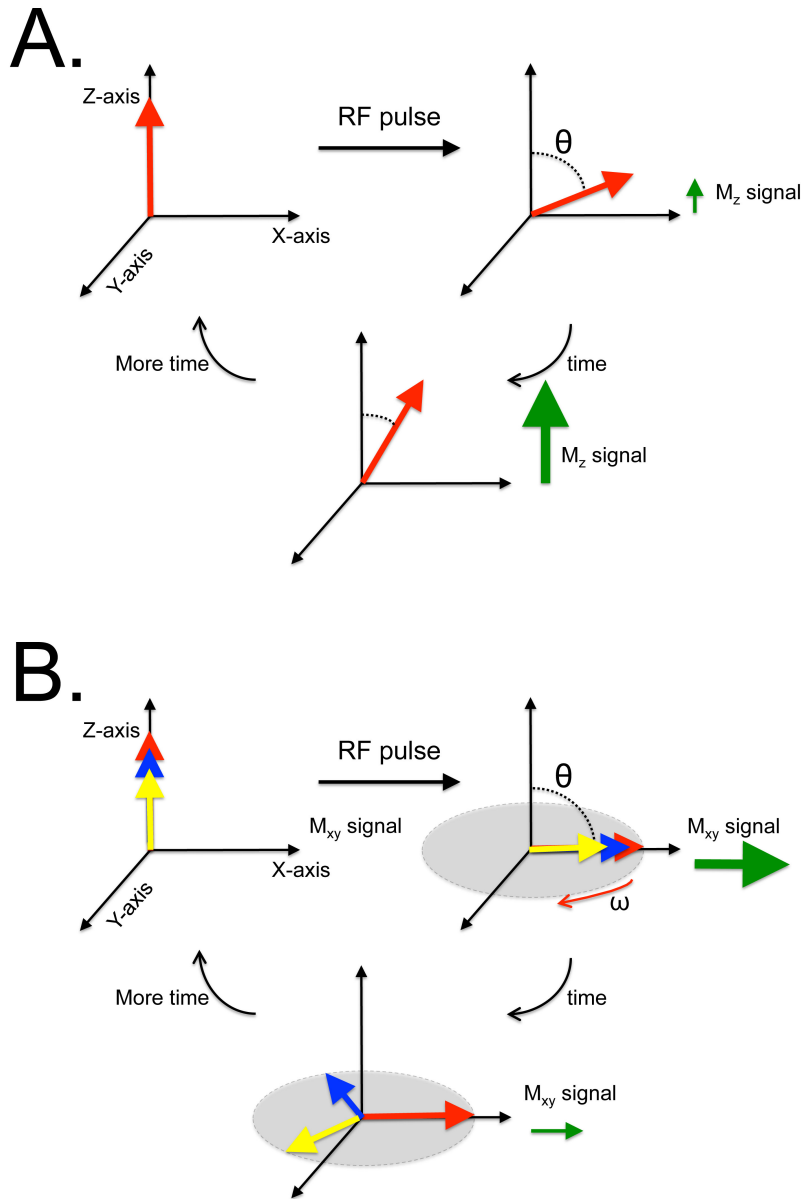 A.
Z-axis
X-axis
Y-axis
RF pulse
θ
Mz signal
More time
time
Mz signal
B.
Z-axis
X-axis
Y-axis
RF pulse
Mxy signal
θ
Mxy signal
ω
More time
time
Mxy signal